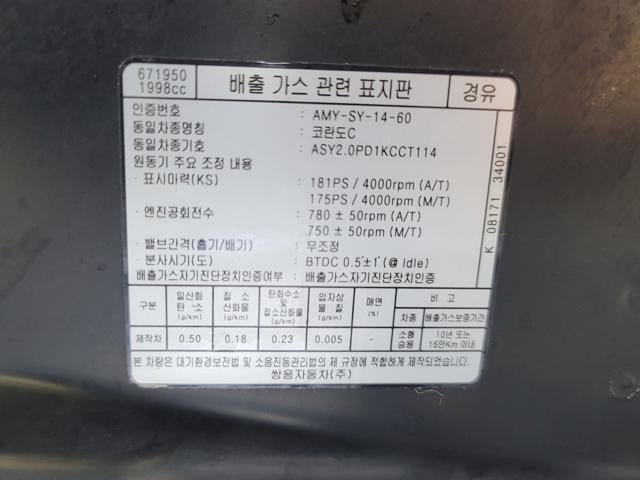 671950
1998cc
배출 가스 관련 표지판
경유
인증번호 : AMY-SY-14-60
동일차종명칭 : 코란도C
동일차종기호 : ASY2.0PD1KCCT114
원동기 주요 조정 내용
· 표시마력(KS) : 181PS / 4000rpm (A/T)
175PS / 4000rpm (M/T)
· 엔진공회전수 : 780 ± 50rpm (A/T)
750 ± 50rpm (M/T)
· 밸브간격(흡기/배기) : 무조정
· 분사시기(도) : BTDC 0.5°±1° (@ Idle)
배출가스자기진단장치인증여부 : 배출가스자기진단장치인증
K 08171 34001
구분 일산화탄 소(g/km) 질 소산화물(g/km) 탄화수소및질소산화물(g/km) 입자상물 질(g/km) 매연(%) 비 고
차종 배출가스보증기간
제작차 0.50 0.18 0.23 0.005 - 소형승용 10년 또는16만Km 이내
본 차량은 대기환경보전법 및 소음진동관리법의 제 규정에 적합하게 제작되었습니다.
쌍용자동차(주)